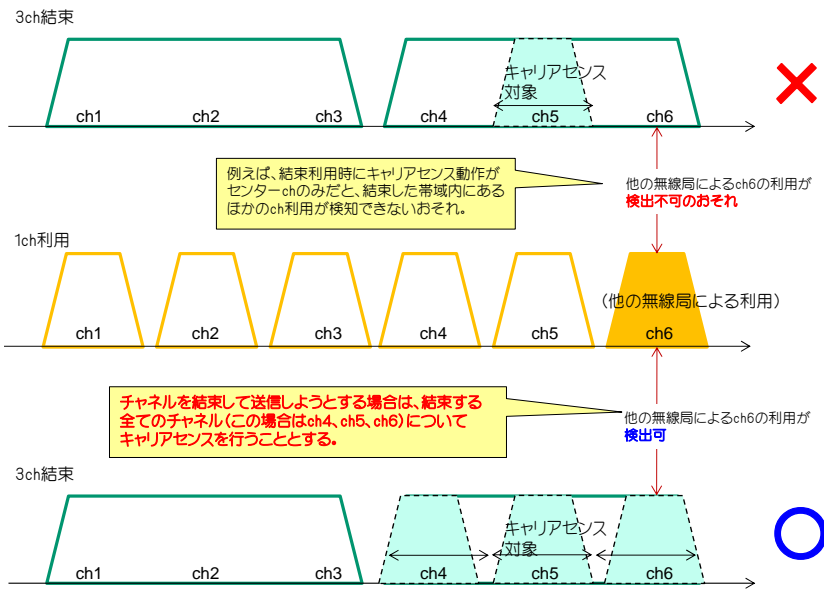 3ch結束
キャリアセンス
対象
ch1 ch2 ch3 ch4 ch5 ch6
例えば、結束利用時にキャリアセンス動作が
センターchのみだと、結束した帯域内にある
ほかのch利用が検知できないおそれ。
他の無線局によるch6の利用が
検出不可のおそれ
1ch利用
(他の無線局による利用)
ch1 ch2 ch3 ch4 ch5 ch6
チャネルを結束して送信しようとする場合は、結束する
全てのチャネル(この場合はch4、ch5、ch6)について
キャリアセンスを行うこととする。
他の無線局によるch6の利用が
検出可
3ch結束
キャリアセンス
対象
ch1 ch2 ch3 ch4 ch5 ch6